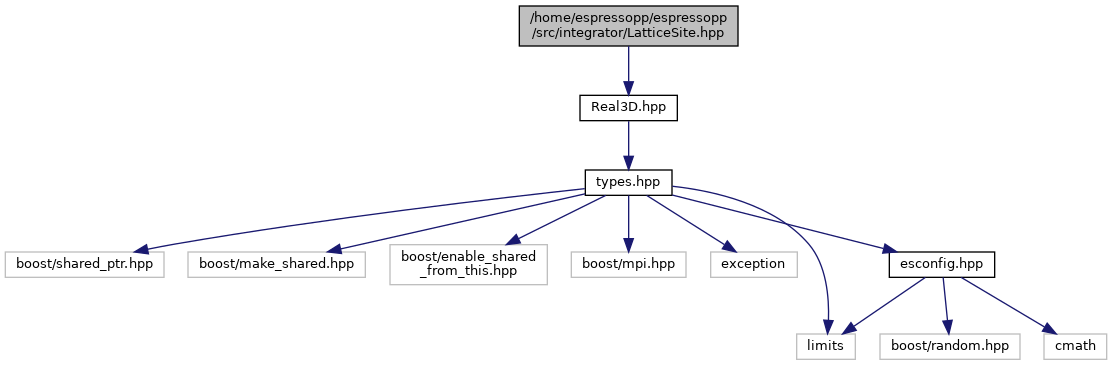 /home/espressopp/espressopp
/src/integrator/LatticeSite.hpp
Real3D.hpp
types.hpp
boost/shared_ptr.hpp
boost/make_shared.hpp
boost/enable_shared
_from_this.hpp
boost/mpi.hpp
exception
esconfig.hpp
limits
boost/random.hpp
cmath